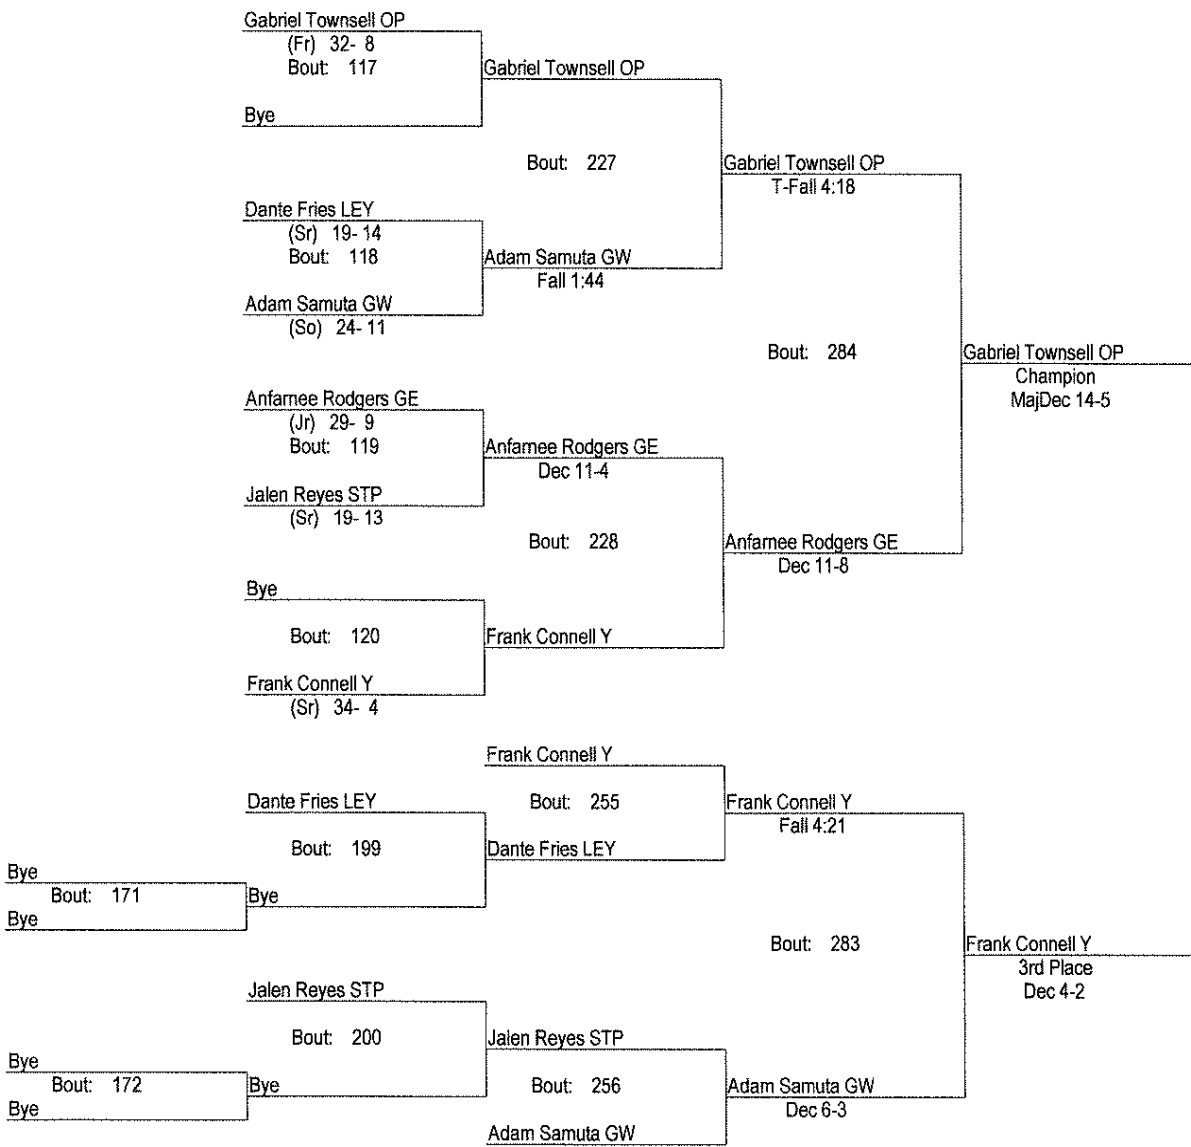 Gabriel Townsell OP
(Fr) 32- 8
Bout: 117
Gabriel Townsell OP
Bye
Bout: 227
Gabriel Townsell OP
T-Fall 4:18
Dante Fries LEY
(Sr) 19- 14
Bout: 118
Adam Samuta GW
Fall 1:44
Adam Samuta GW
(So) 24- 11
Bout: 284
Gabriel Townsell OP
Champion
MajDec 14-5
Anfarnee Rodgers GE
(Jr) 29- 9
Bout: 119
Anfarnee Rodgers GE
Dec 11-4
Jalen Reyes STP
(Sr) 19- 13
Bout: 228
Anfarnee Rodgers GE
Dec 11-8
Bye
Bout: 120
Frank Connell Y
Frank Connell Y
(Sr) 34- 4
Frank Connell Y
Dante Fries LEY
Bout: 255
Frank Connell Y
Fall 4:21
Bout: 199
Dante Fries LEY
Bye
Bout: 171
Bye
Bye
Bout: 283
Frank Connell Y
3rd Place
Dec 4-2
Jalen Reyes STP
Bout: 200
Jalen Reyes STP
Bye
Bout: 172
Bye
Bye
Bout: 256
Adam Samuta GW
Dec 6-3
Adam Samuta GW